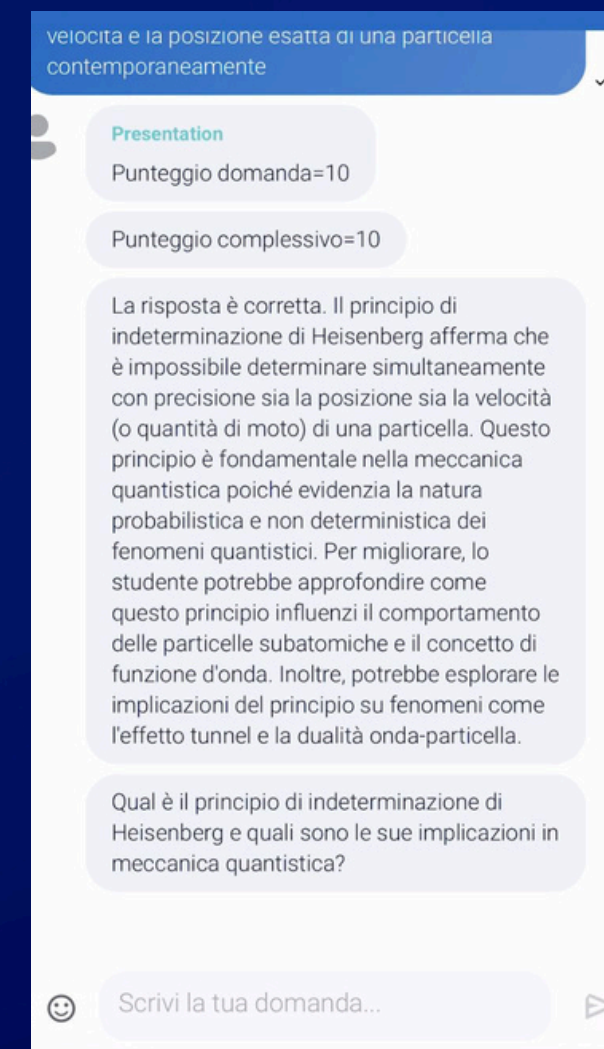 velocità e la posizione esatta di una particella
contemporaneamente
Presentation
Punteggio domanda=10
Punteggio complessivo=10
La risposta è corretta. Il principio di
indeterminazione di Heisenberg afferma che
è impossibile determinare simultaneamente
con precisione sia la posizione sia la velocità
(o quantità di moto) di una particella. Questo
principio è fondamentale nella meccanica
quantistica poiché evidenzia la natura
probabilistica e non deterministica dei
fenomeni quantistici. Per migliorare, lo
studente potrebbe approfondire come
questo principio influenzi il comportamento
delle particelle subatomiche e il concetto di
funzione d'onda. Inoltre, potrebbe esplorare le
implicazioni del principio su fenomeni come
l'effetto tunnel e la dualità onda-particella.
Qual è il principio di indeterminazione di
Heisenberg e quali sono le sue implicazioni in
meccanica quantistica?
Scrivi la tua domanda...